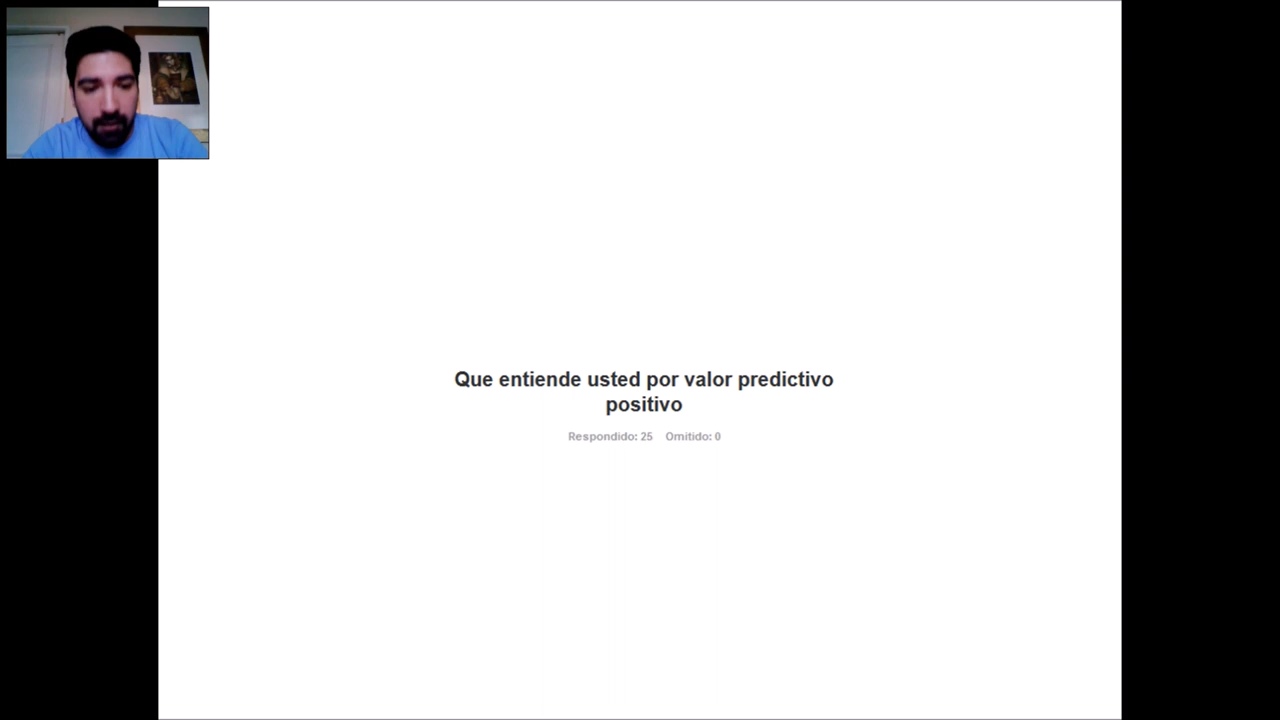 Que entiende usted por valor predictivo
positivo
Respondido: 25 Omitido: 0